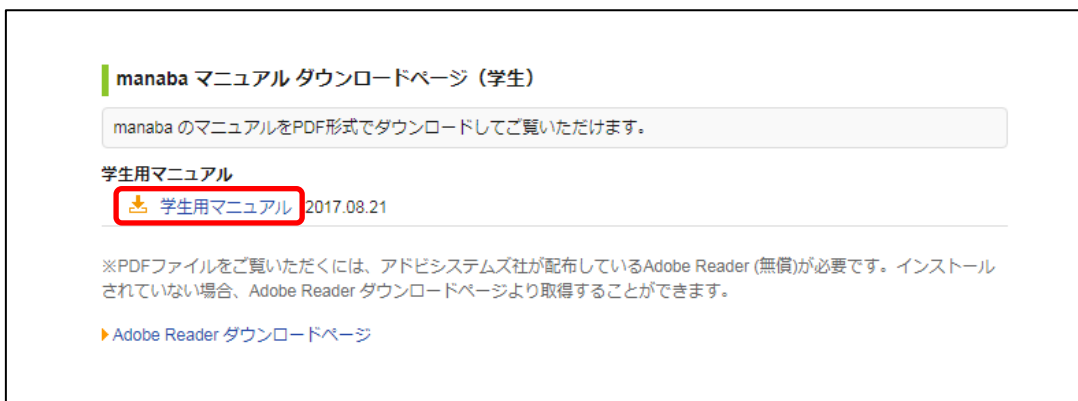 manaba マニュアル ダウンロードページ（学生）
manaba のマニュアルをPDF形式でダウンロードしてご覧いただけます。
学生用マニュアル
学生用マニュアル 2017.08.21
※PDFファイルをご覧いただくには、アドビシステムズ社が配布しているAdobe Reader (無償)が必要です。インストール
されていない場合、Adobe Reader ダウンロードページより取得することができます。
Adobe Reader ダウンロードページ